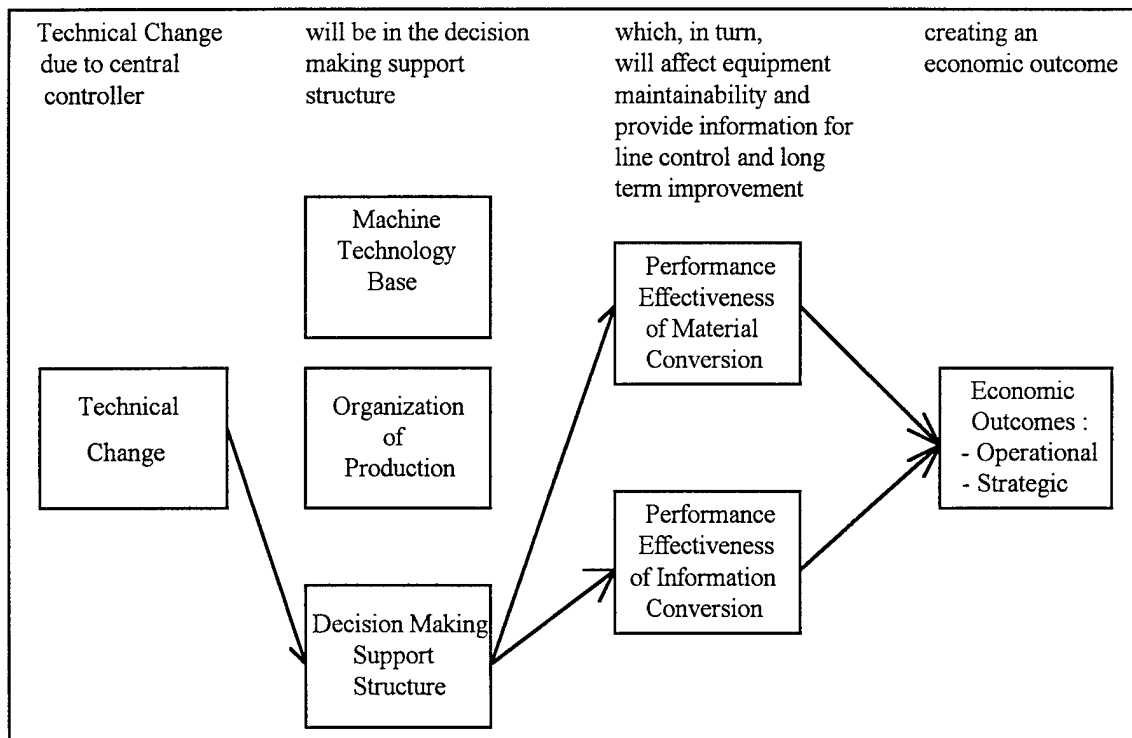 Technical Change
due to central
controller
will be in the decision
making support
structure
which, in turn,
will affect equipment
maintainability and
provide information for
line control and long
term improvement
creating an
economic outcome
Machine
Technology
Base
Performance
Effectiveness
of Material
Conversion
Technical
Change
Organization
of
Production
Economic
Outcomes :
- Operational
- Strategic
Performance
Effectiveness
of Information
Conversion
Decision Making
Support
Structure